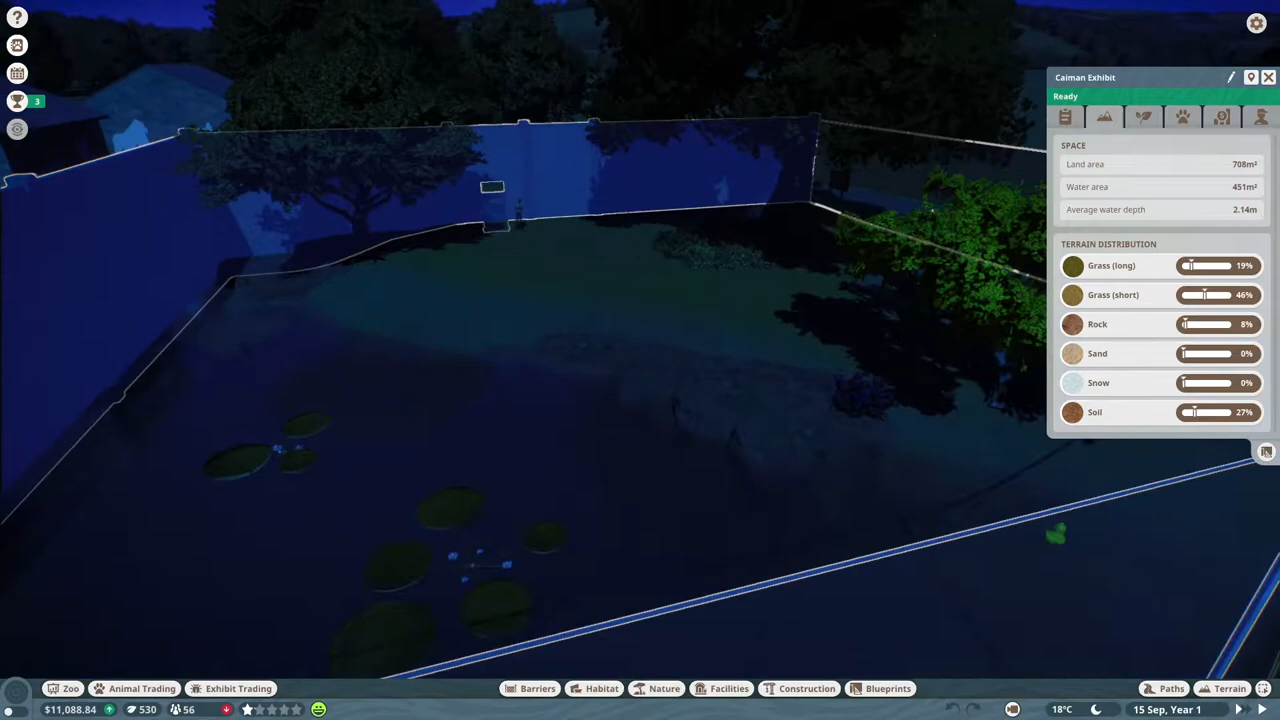 3
Caiman Exhibit
Ready
SPACE
Land area 708m²
Water area 451m²
Average water depth 2.14m
TERRAIN DISTRIBUTION
Grass (long) 19%
Grass (short) 46%
Rock 8%
Sand 0%
Snow 0%
Soil 27%
Zoo Animal Trading Exhibit Trading Barriers Habitat Nature Facilities Construction Blueprints Paths Terrain
$11,088.84 530 56 18°C 15 Sep, Year 1